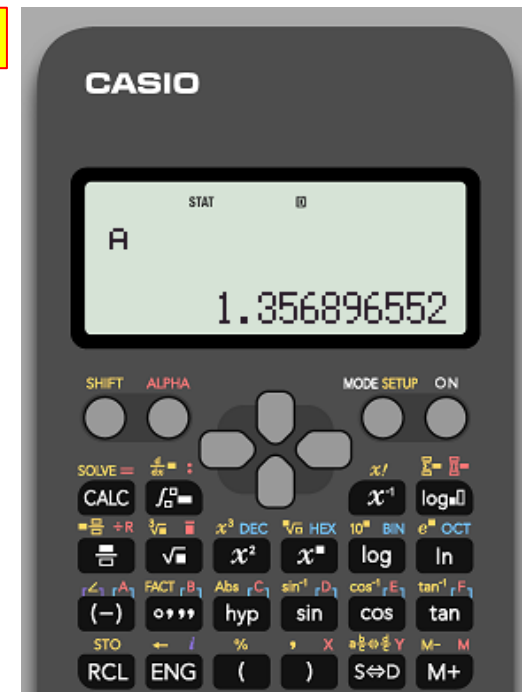 CASIO
STAT D
A
1.356896552
SHIFT ALPHA MODE SETUP ON
SOLVE = d/dx■ : x! Σ■ Π■
CALC ∫■ x⁻¹ log■□
÷R ³√■ x³ DEC ■√□ HEX 10■ BIN e■ OCT
√■ x² x■ log ln
∠ A FACT B Abs C sin⁻¹ D cos⁻¹ E tan⁻¹ F
(−) °,,, hyp sin cos tan
STO ← i % , X Y M- M
RCL ENG ( ) S⇔D M+